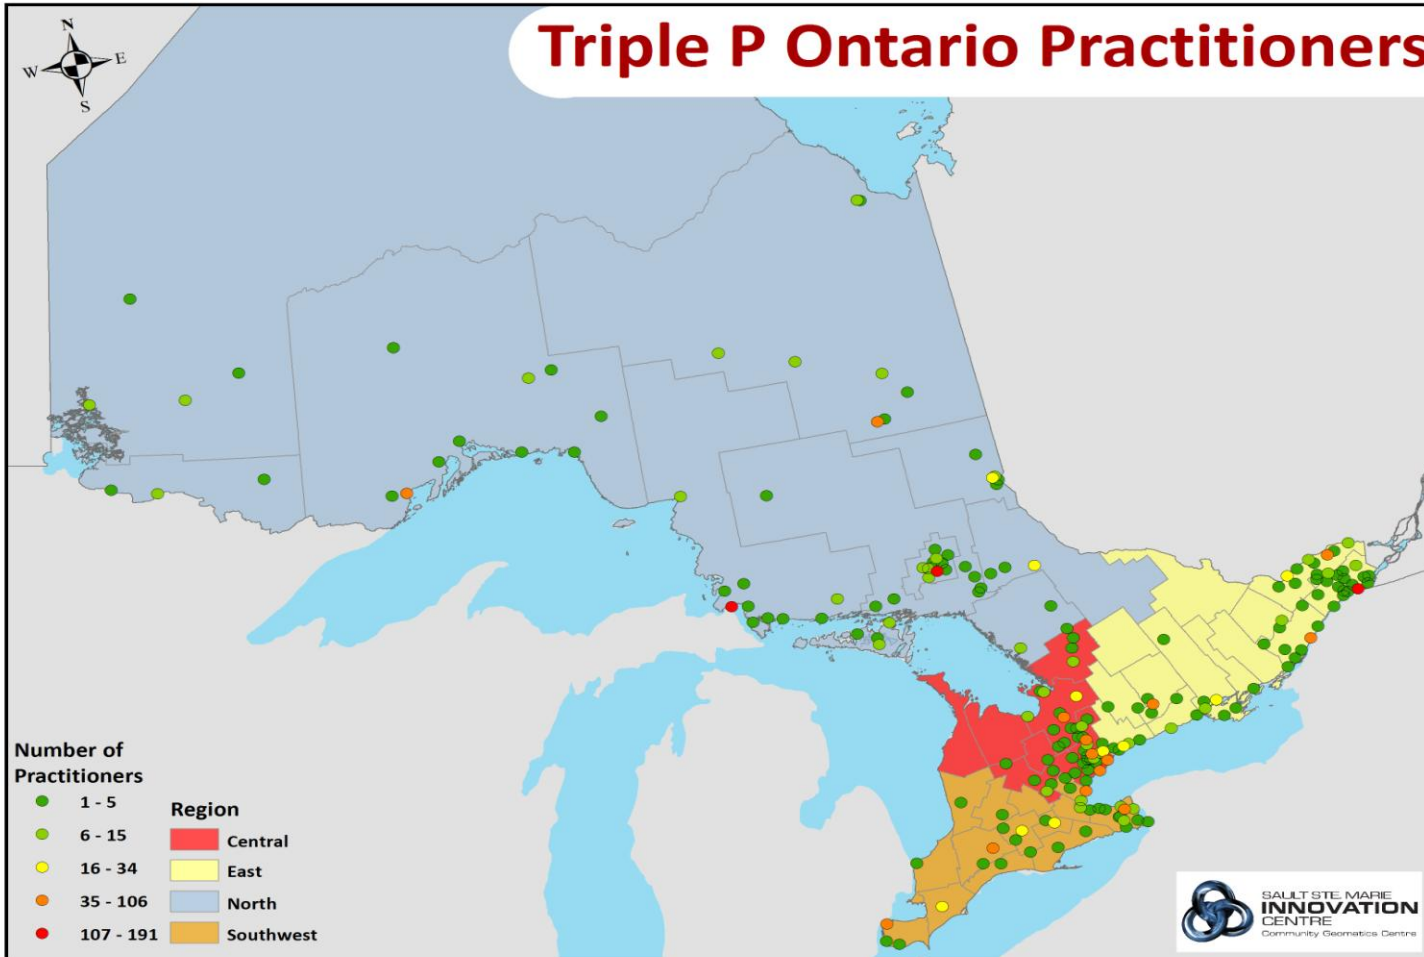 Triple P Ontario Practitioners
N
W
E
S
Number of
Practitioners
1 - 5
6 - 15
16 - 34
35 - 106
107 - 191
Region
Central
East
North
Southwest
SAULT STE. MARIE
INNOVATION
CENTRE
Community Geomatics Centre